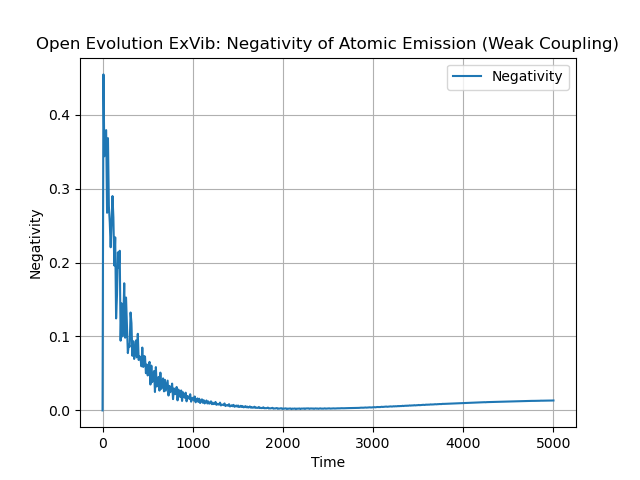 Open Evolution ExVib: Negativity of Atomic Emission (Weak Coupling)
Negativity
0.4
0.3
0.2
0.1
0.0
Negativity
0
1000
2000
3000
4000
5000
Time